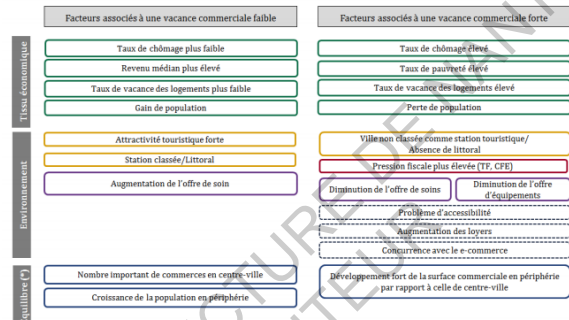 Facteurs associés à une vacance commerciale faible
Facteurs associés à une vacance commerciale forte
Tissu économique
Taux de chômage plus faible
Taux de chômage élevé
Revenu médian plus élevé
Taux de pauvreté élevé
Taux de vacance des logements plus faible
Taux de vacance des logements élevé
Gain de population
Perte de population
Environnement
Attractivité touristique forte
Ville non classée comme station touristique/
Absence de littoral
Station classée/Littoral
Pression fiscale plus élevée (TF, CFE)
Augmentation de l'offre de soin
Diminution de l'offre de soins
Diminution de l'offre
d'équipements
Problème d'accessibilité
Augmentation des loyers
Concurrence avec le e-commerce
quilibre (*)
Nombre important de commerces en centre-ville
Développement fort de la surface commerciale en périphérie
par rapport à celle de centre-ville
Croissance de la population en périphérie
CTURE DE NANT
TEUR